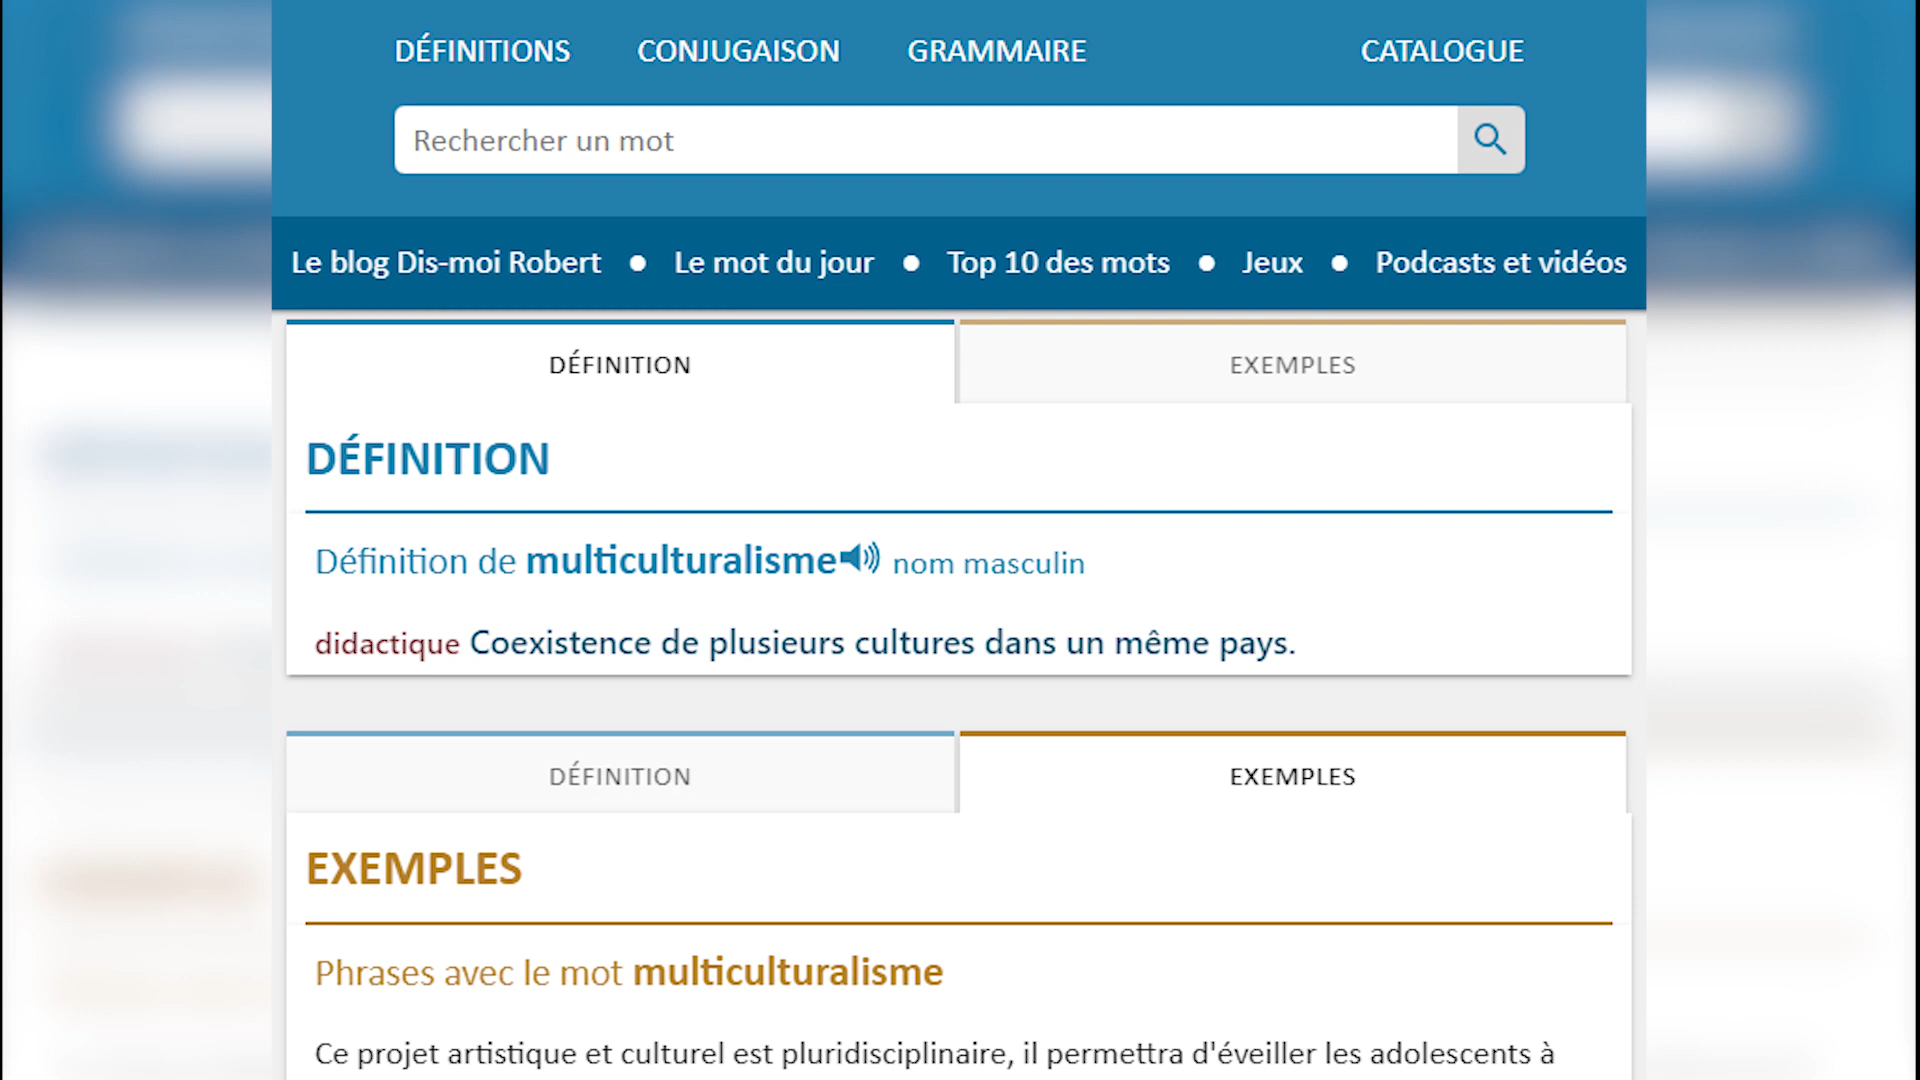 DÉFINITIONS CONJUGAISON GRAMMAIRE CATALOGUE
Rechercher un mot
Le blog Dis-moi Robert ● Le mot du jour ● Top 10 des mots ● Jeux ● Podcasts et vidéos
DÉFINITION EXEMPLES
DÉFINITION
Définition de multiculturalisme nom masculin
didactique Coexistence de plusieurs cultures dans un même pays.
DÉFINITION EXEMPLES
EXEMPLES
Phrases avec le mot multiculturalisme
Ce projet artistique et culturel est pluridisciplinaire, il permettra d'éveiller les adolescents à